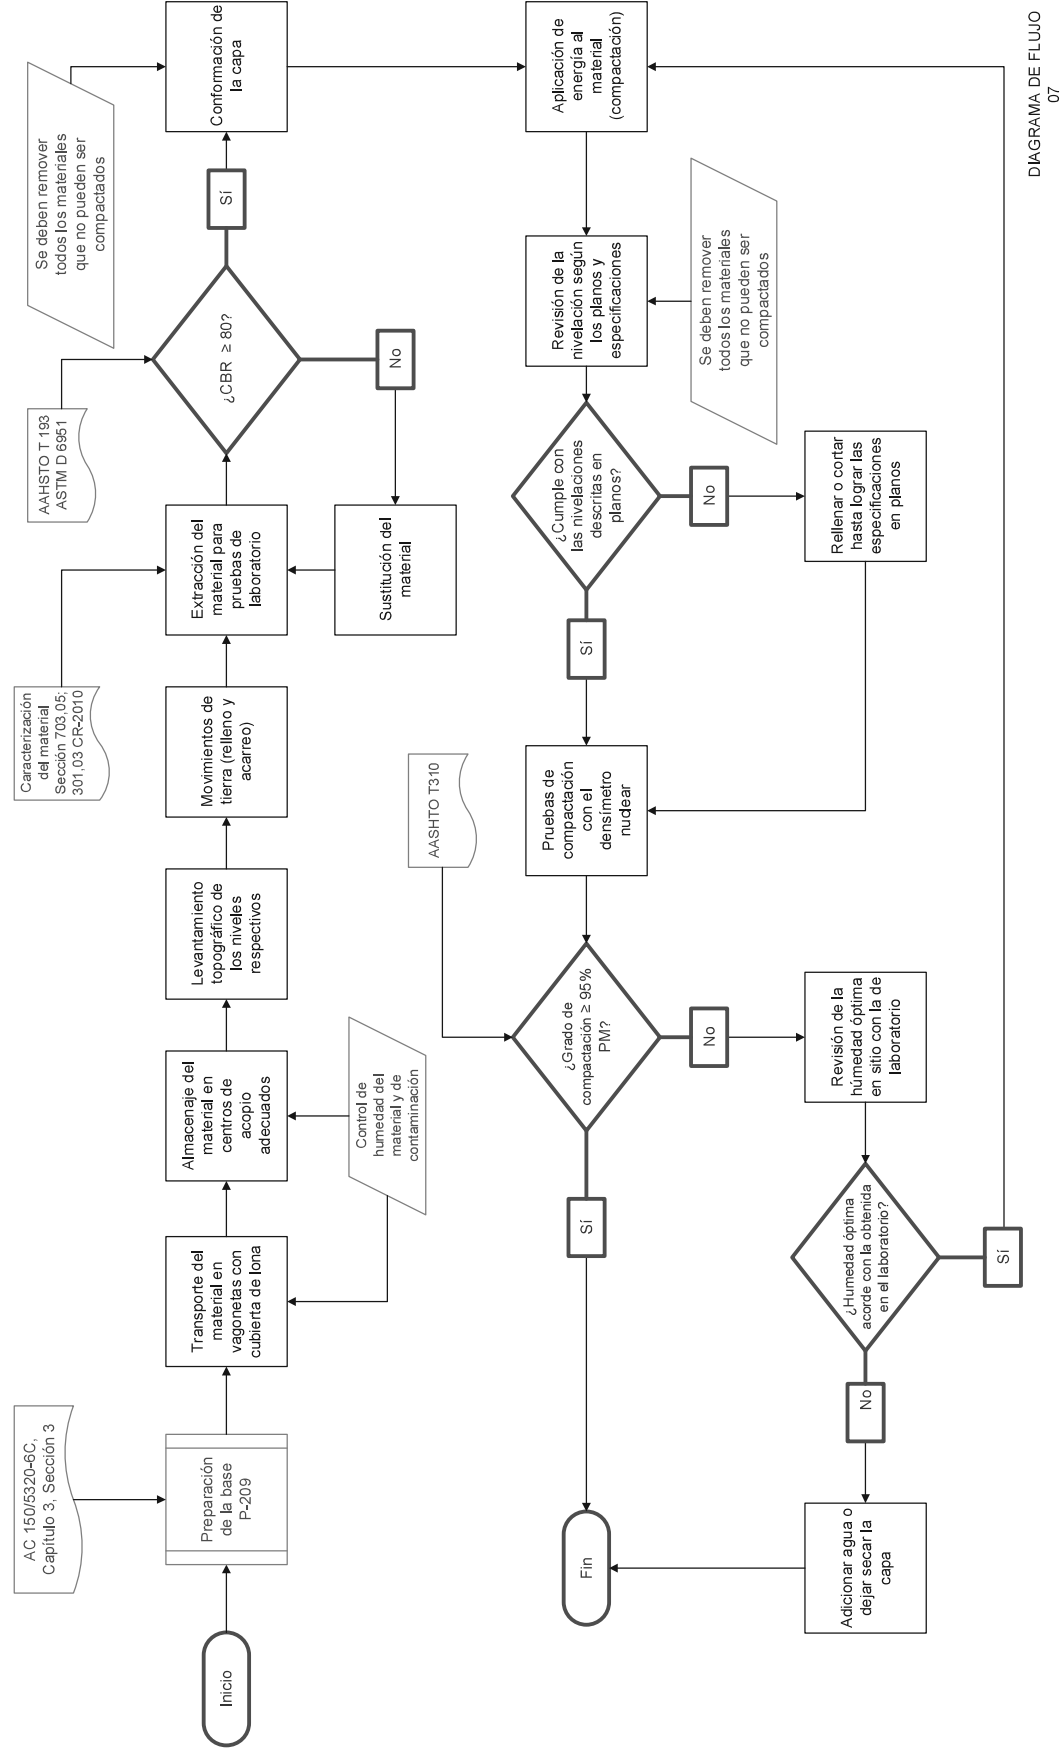 Inicio
AC 150/5320-6C,
Capítulo 3, Sección 3
Preparación
de la base
P-209
Transporte del
material en
vagonetas con
cubierta de lona
Almacenaje del
material en
centros de
acopio
adecuados
Control de
humedad del
material y de
contaminación
Levantamiento
topográfico de
los niveles
respectivos
Movimientos de
tierra (relleno y
acarreo)
Caracterización
del material
Sección 703,05;
301,03 CR-2010
Extracción del
material para
pruebas de
laboratorio
Sustitución del
material
AAHSTO T 193
ASTM D 6951
¿CBR ≥ 80?
No
Sí
Se deben remover
todos los materiales
que no pueden ser
compactados
Conformación de
la capa
Aplicación de
energía al
material
(compactación)
Revisión de la
nivelación según
los planos y
especificaciones
Se deben remover
todos los materiales
que no pueden ser
compactados
¿Cumple con
las nivelaciones
descritas en
planos?
No
Rellenar o cortar
hasta lograr las
especificaciones
en planos
Sí
Pruebas de
compactación
con el
densímetro
nuclear
AASHTO T310
¿Grado de
compactación ≥ 95%
PM?
No
Revisión de la
húmedad óptima
en sitio con la de
laboratorio
Sí
¿Humedad óptima
acorde con la obtenida
en el laboratorio?
Sí
No
Adicionar agua o
dejar secar la
capa
Fin
DIAGRAMA DE FLUJO
07